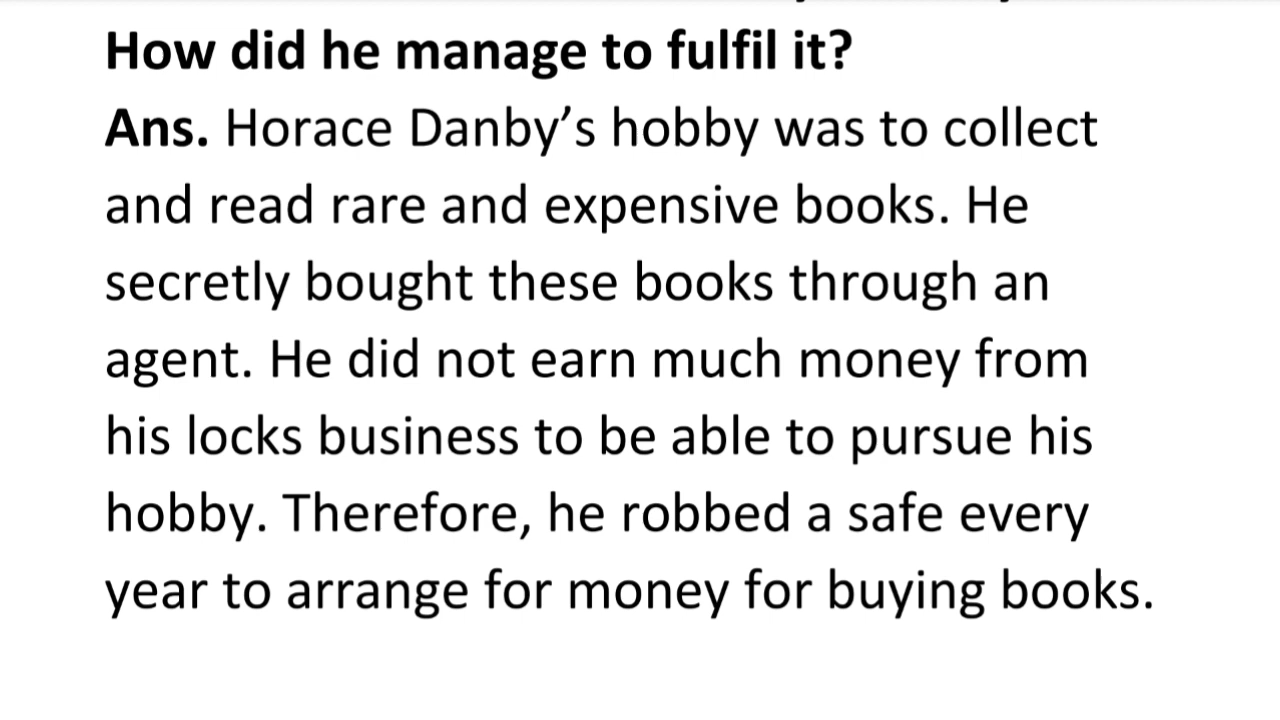 How did he manage to fulfil it?
Ans. Horace Danby’s hobby was to collect
and read rare and expensive books. He
secretly bought these books through an
agent. He did not earn much money from
his locks business to be able to pursue his
hobby. Therefore, he robbed a safe every
year to arrange for money for buying books.